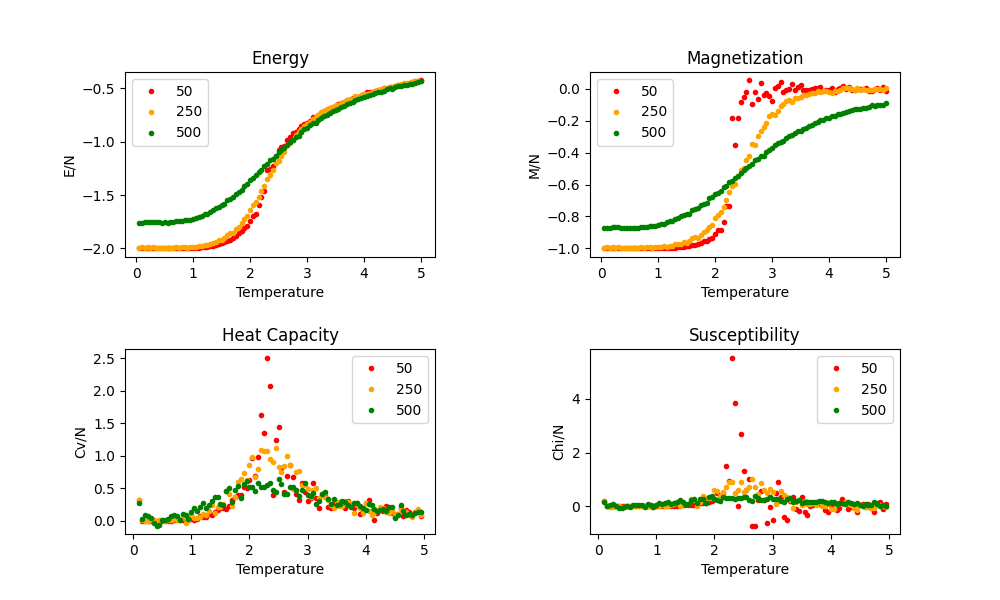 Energy
E/N
−0.5
−1.0
−1.5
−2.0
50
250
500
0 1 2 3 4 5
Temperature
Magnetization
M/N
0.0
−0.2
−0.4
−0.6
−0.8
−1.0
50
250
500
0 1 2 3 4 5
Temperature
Heat Capacity
Cv/N
2.5
2.0
1.5
1.0
0.5
0.0
50
250
500
0 1 2 3 4 5
Temperature
Susceptibility
Chi/N
4
2
0
50
250
500
0 1 2 3 4 5
Temperature